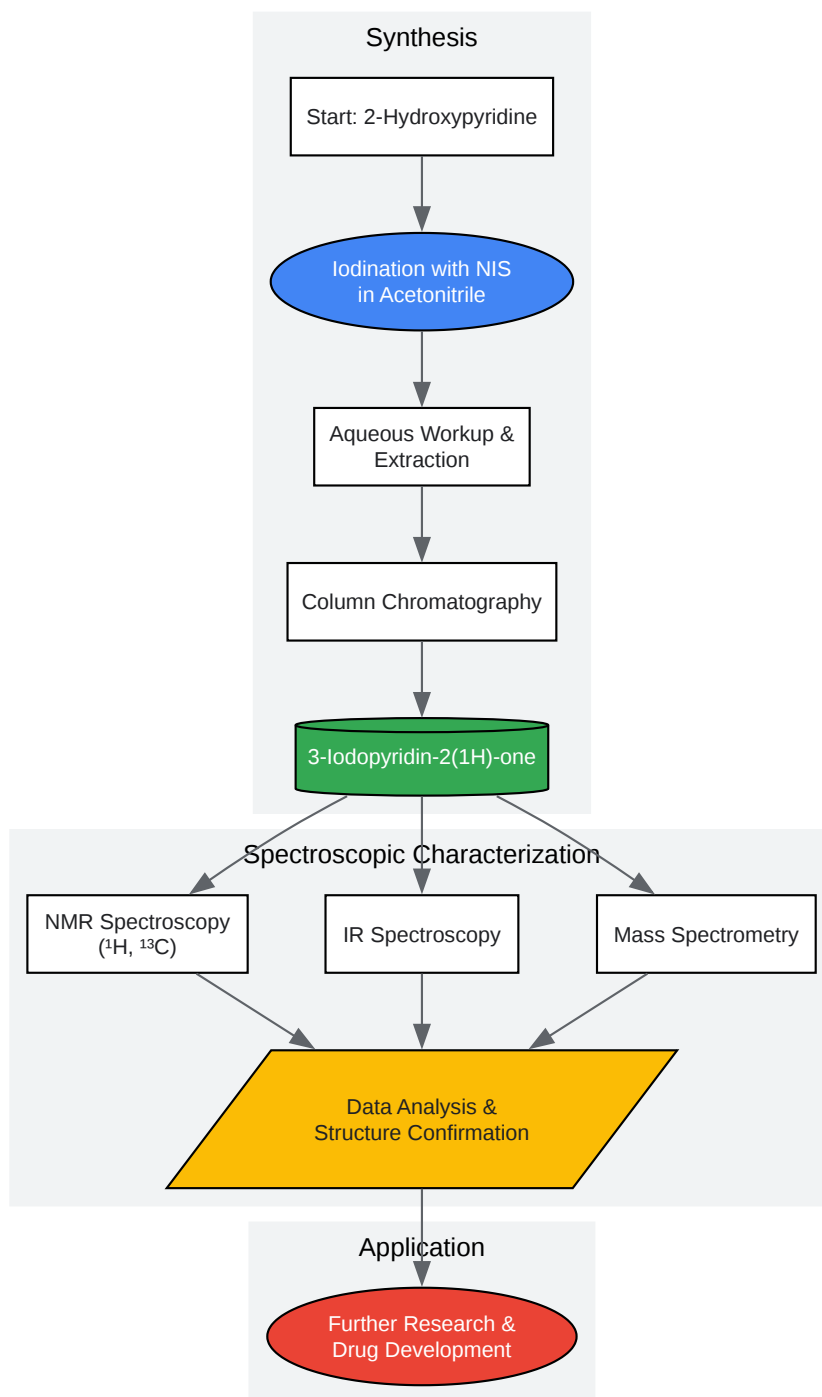 Synthesis
Start: 2-Hydroxypyridine
Iodination with NIS
in Acetonitrile
Aqueous Workup &
Extraction
Column Chromatography
3-Iodopyridin-2(1H)-one
Spectroscopic Characterization
NMR Spectroscopy
(¹H, ¹³C)
IR Spectroscopy
Mass Spectrometry
Data Analysis &
Structure Confirmation
Application
Further Research &
Drug Development